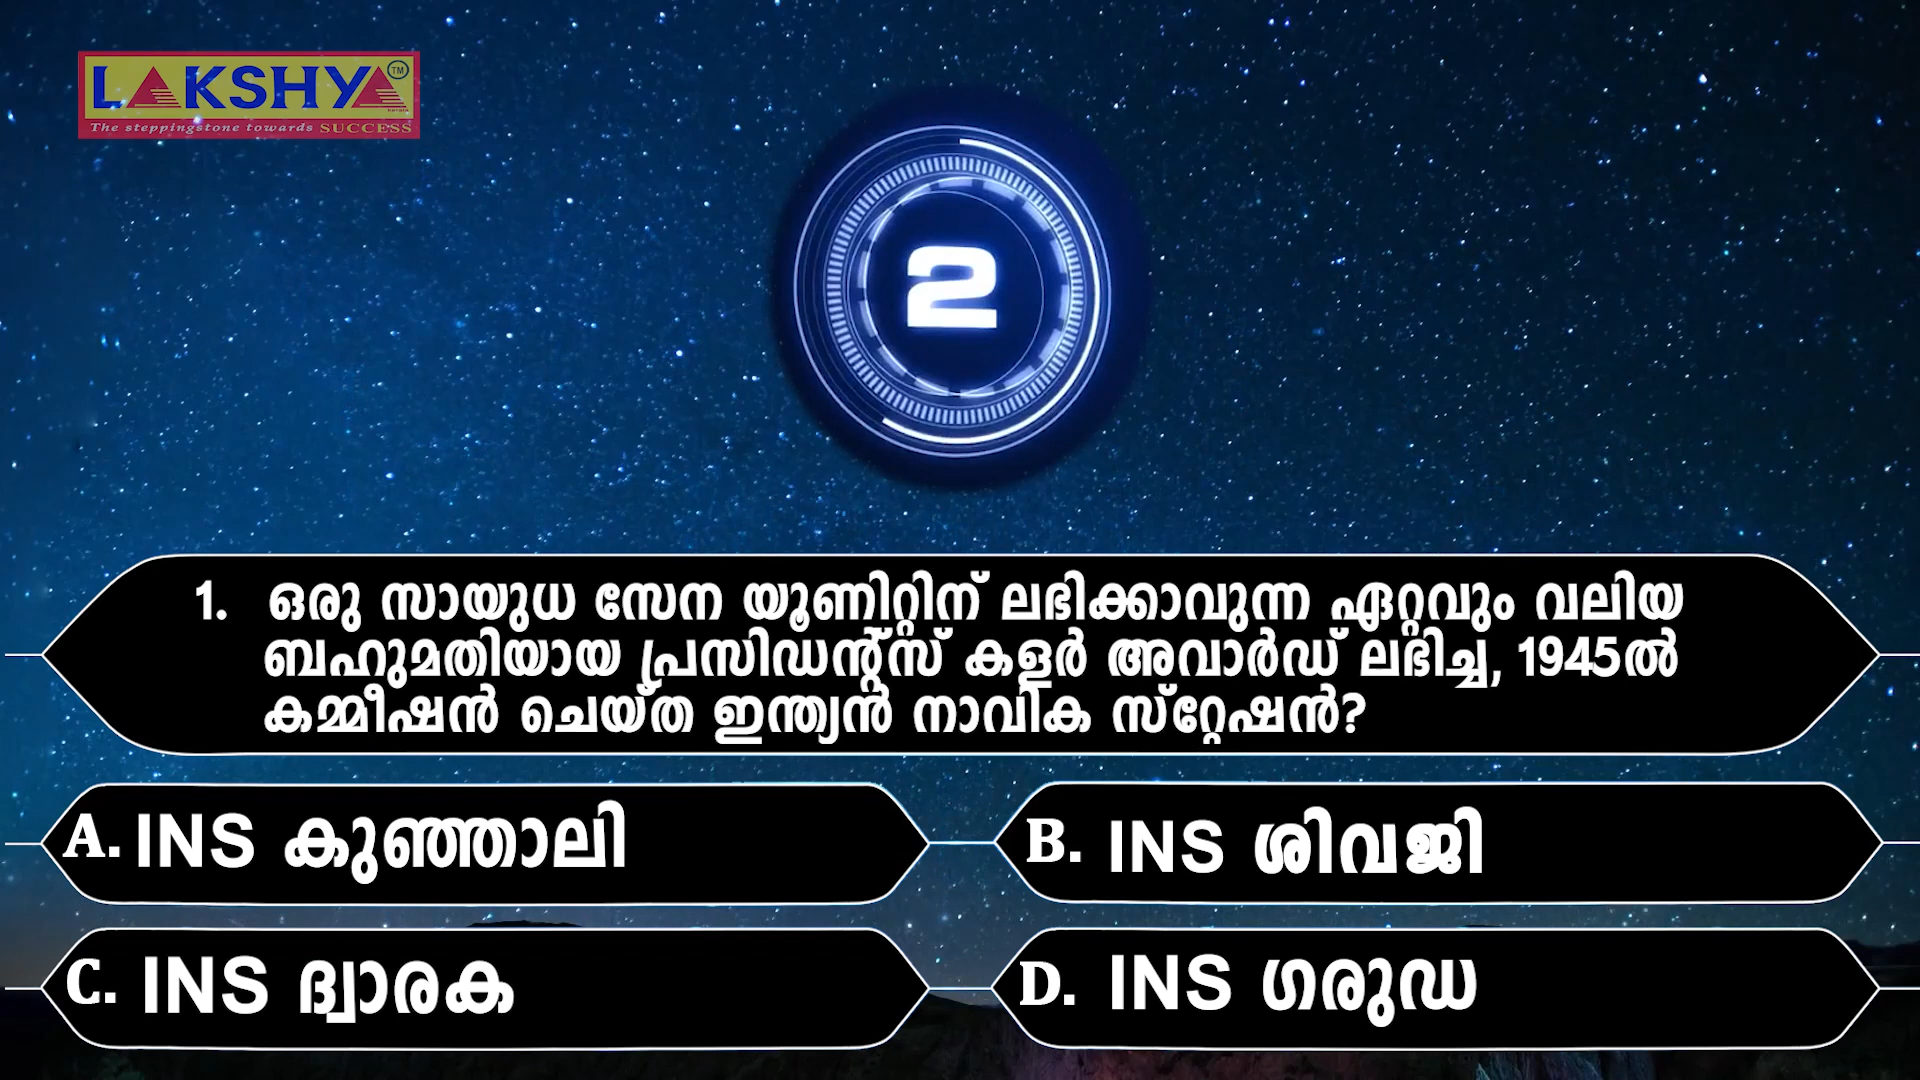 LAKSHYA TM
The steppingstone towards SUCCESS
2
1. ഒരു സായുധ സേന യൂണിറ്റിന് ലഭിക്കാവുന്ന ഏറ്റവും വലിയ
ബഹുമതിയായ പ്രസിഡന്റ്സ് കളർ അവാർഡ് ലഭിച്ച, 1945ൽ
കമ്മീഷൻ ചെയ്ത ഇന്ത്യൻ നാവിക സ്റ്റേഷൻ?
A. INS കുഞ്ഞാലി
B. INS ശിവജി
C. INS ദ്വാരക
D. INS ഗരുഡ